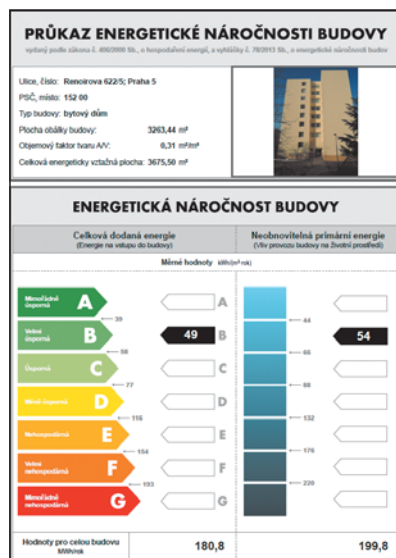 PRŮKAZ ENERGETICKÉ NÁROČNOSTI BUDOVY
vydaný podle zákona č. 406/2000 Sb., o hospodaření energií, a vyhlášky č. 78/2013 Sb., o energetické náročnosti budov
Ulice, číslo: Renoirova 622/5; Praha 5
PSČ, místo: 152 00
Typ budovy: bytový dům
Plocha obálky budovy: 3263,44 m²
Objemový faktor tvaru A/V: 0,31 m²/m³
Celková energeticky vztažná plocha: 3675,50 m²
ENERGETICKÁ NÁROČNOST BUDOVY
Celková dodaná energie
(Energie na vstupu do budovy)
Neobnovitelná primární energie
(Vliv provozu budovy na životní prostředí)
Měrné hodnoty kWh/(m² rok)
Mimořádně úsporná A A
39 44
Velmi úsporná B 49 B 54
58 66
Úsporná C C
77 88
Méně úsporná D D
116 132
Nehospodárná E E
154 176
Velmi nehospodárná F F
193 220
Mimořádně nehospodárná G G
Hodnoty pro celou budovu
MWh/rok
180,8 199,8